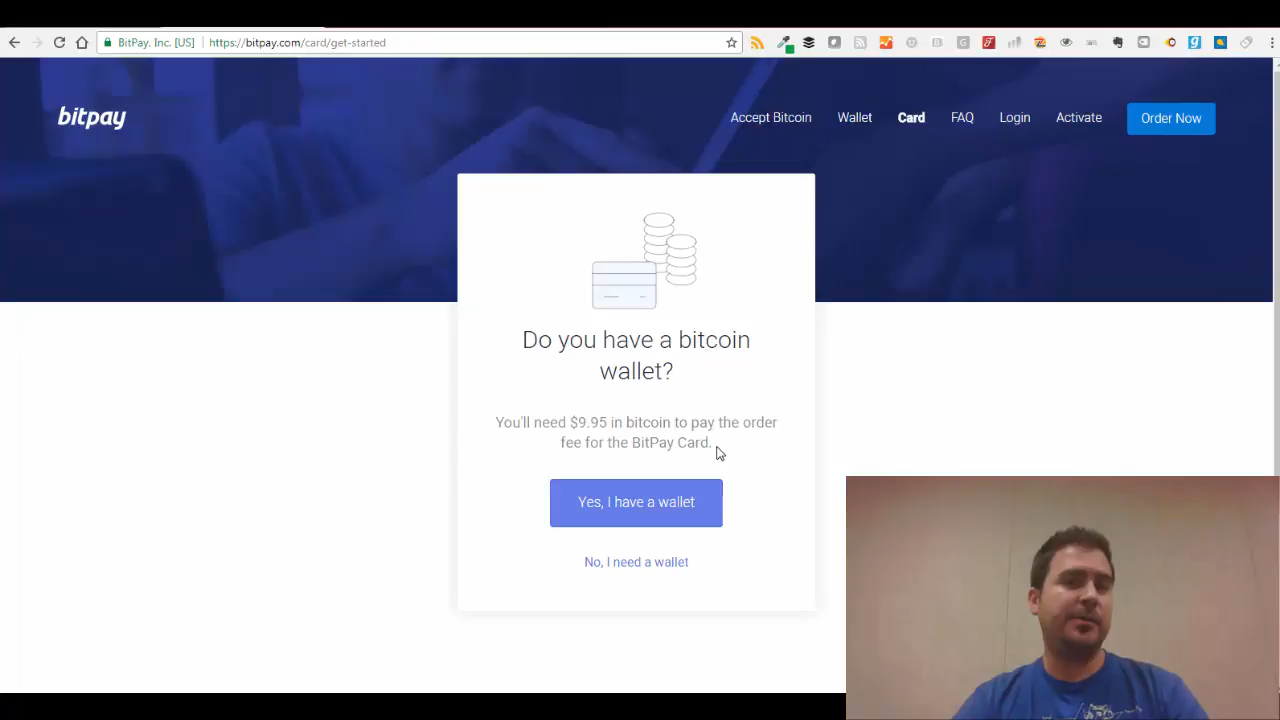 BitPay, Inc. [US]
https://bitpay.com/card/get-started
bitpay
Accept Bitcoin
Wallet
Card
FAQ
Login
Activate
Order Now
Do you have a bitcoin
wallet?
You'll need $9.95 in bitcoin to pay the order
fee for the BitPay Card.
Yes, I have a wallet
No, I need a wallet